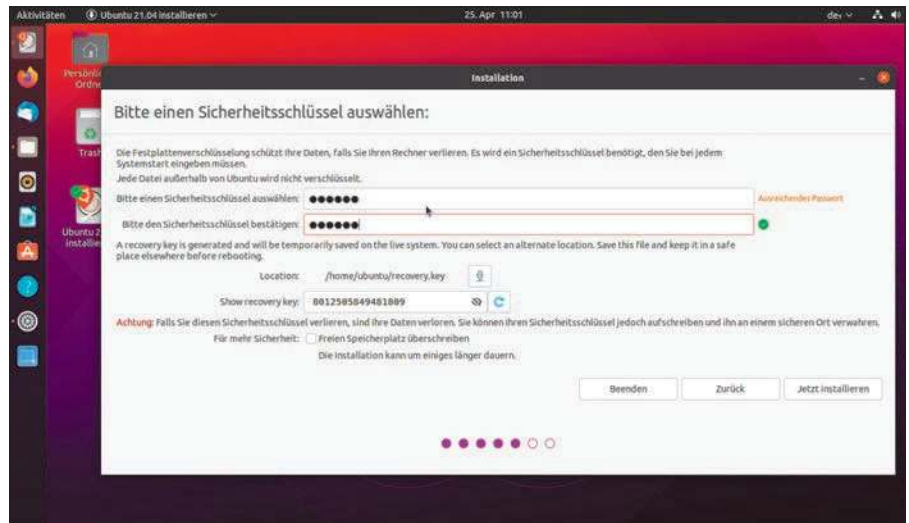 Aktivitäten Ubuntu 21.04 installieren 25. Apr 11:01
Installation
Bitte einen Sicherheitsschlüssel auswählen:
Die Festplattenverschlüsselung schützt Ihre Daten, falls Sie Ihren Rechner verlieren. Es wird ein Sicherheitsschlüssel benötigt, den Sie bei jedem
Systemstart eingeben müssen.
Jede Datei außerhalb von Ubuntu wird nicht verschlüsselt.
Bitte einen Sicherheitsschlüssel auswählen: ●●●●●● Ausreichendes Passwort
Bitte den Sicherheitsschlüssel bestätigen: ●●●●●●
A recovery key is generated and will be temporarily saved on the live system. You can select an alternate location. Save this file and keep it in a safe
place elsewhere before rebooting.
Location: /home/ubuntu/recovery.key
Show recovery key: 8012505849481809
Achtung: Falls Sie diesen Sicherheitsschlüssel verlieren, sind Ihre Daten verloren. Sie können Ihren Sicherheitsschlüssel jedoch aufschreiben und ihn an einem sicheren Ort verwahren.
Für mehr Sicherheit: Freien Speicherplatz überschreiben
Die Installation kann um einiges länger dauern.
Beenden Zurück Jetzt installieren
Persönli
Ordne
Trash
Ubuntu 2
installie